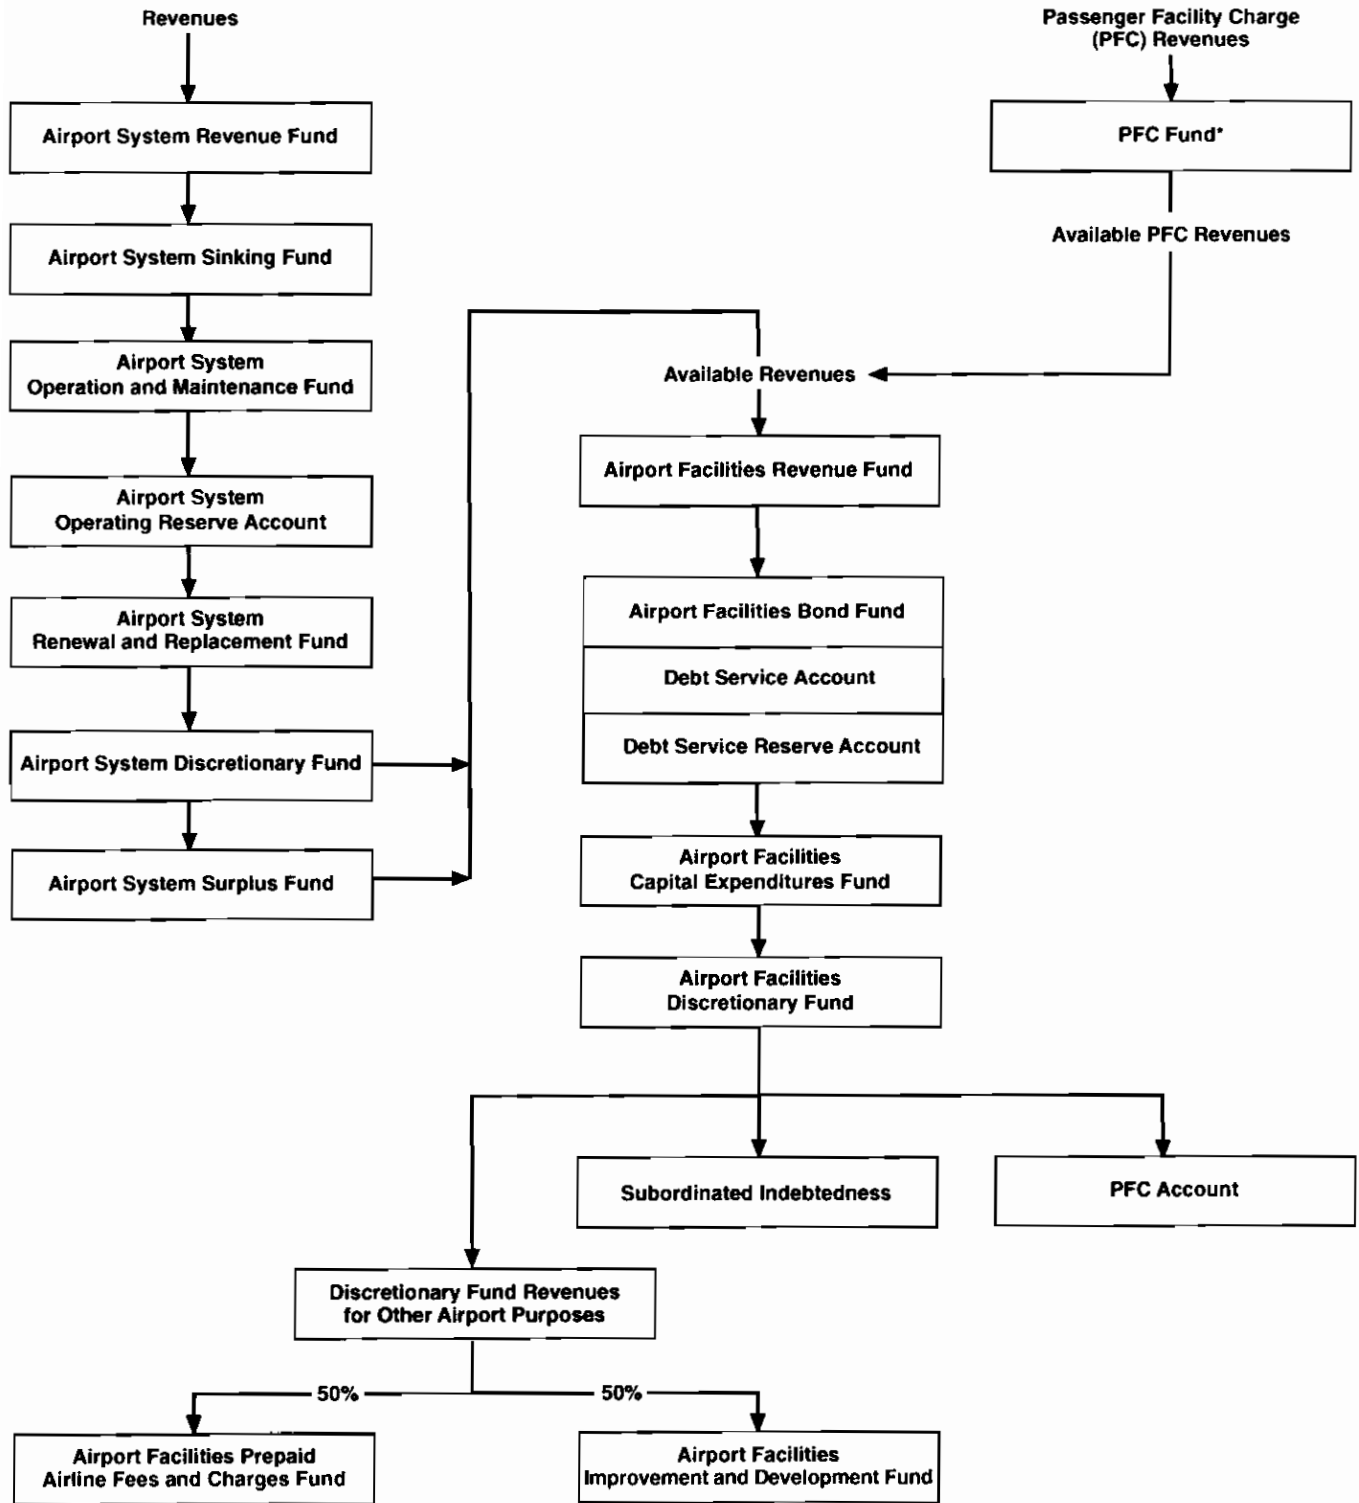 Revenues
Passenger Facility Charge
(PFC) Revenues
Airport System Revenue Fund
PFC Fund*
Airport System Sinking Fund
Available PFC Revenues
Airport System
Operation and Maintenance Fund
Available Revenues
Airport Facilities Revenue Fund
Airport System
Operating Reserve Account
Airport System
Renewal and Replacement Fund
Airport Facilities Bond Fund
Debt Service Account
Debt Service Reserve Account
Airport System Discretionary Fund
Airport System Surplus Fund
Airport Facilities
Capital Expenditures Fund
Airport Facilities
Discretionary Fund
Subordinated Indebtedness
PFC Account
Discretionary Fund Revenues
for Other Airport Purposes
50%
50%
Airport Facilities Prepaid
Airline Fees and Charges Fund
Airport Facilities
Improvement and Development Fund